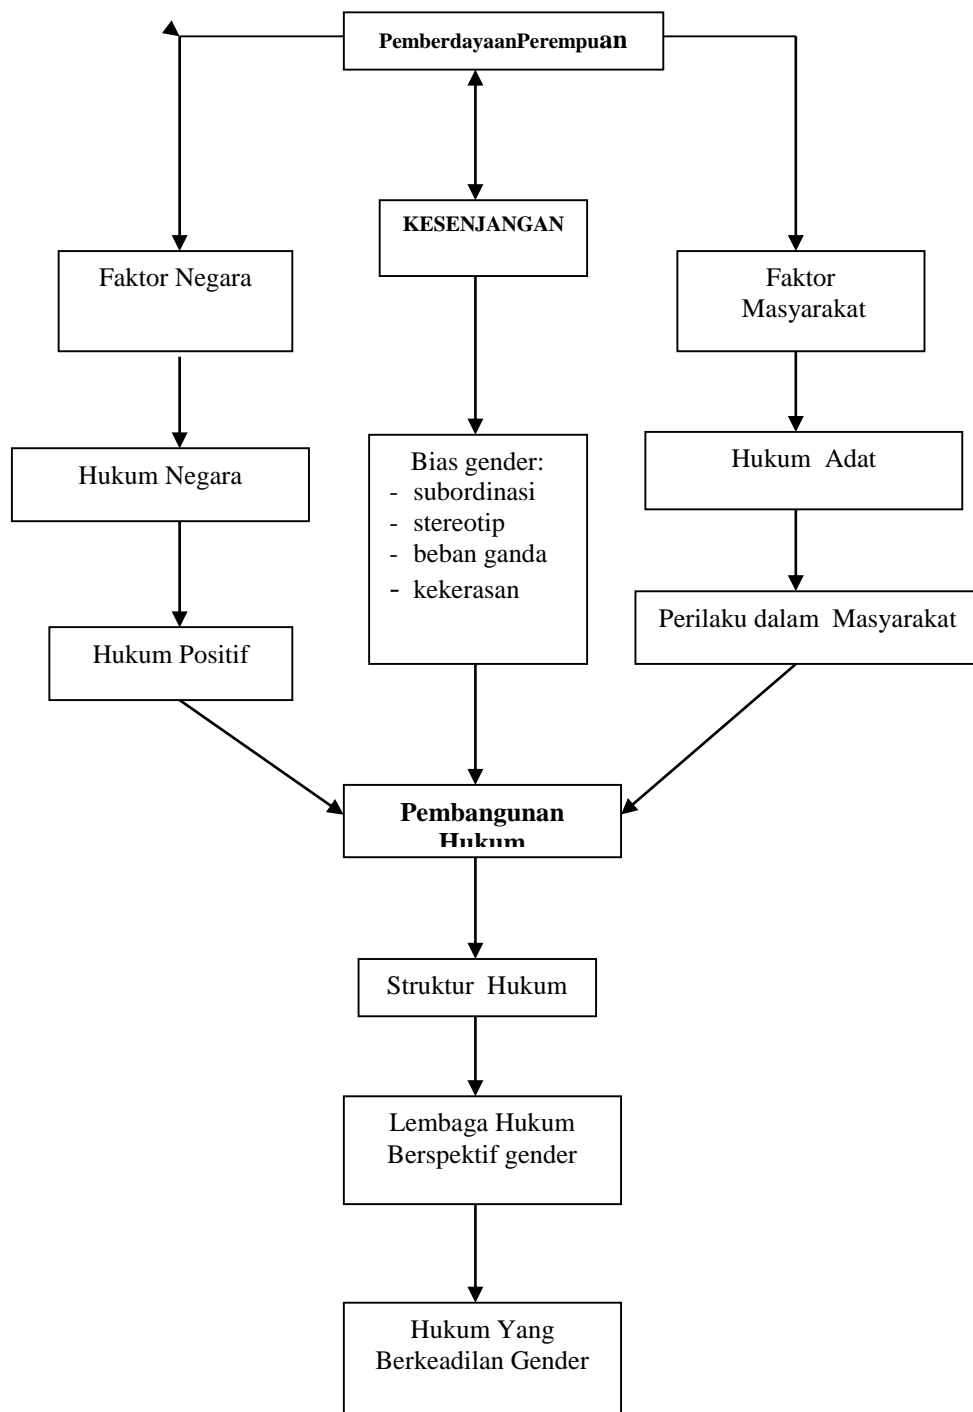 PemberdayaanPerempuan
KESENJANGAN
Faktor Negara
Faktor
Masyarakat
Hukum Negara
Bias gender:
- subordinasi
- stereotip
- beban ganda
- kekerasan
Hukum Adat
Hukum Positif
Perilaku dalam Masyarakat
Pembangunan
Hukum
Struktur Hukum
Lembaga Hukum
Berspektif gender
Hukum Yang
Berkeadilan Gender